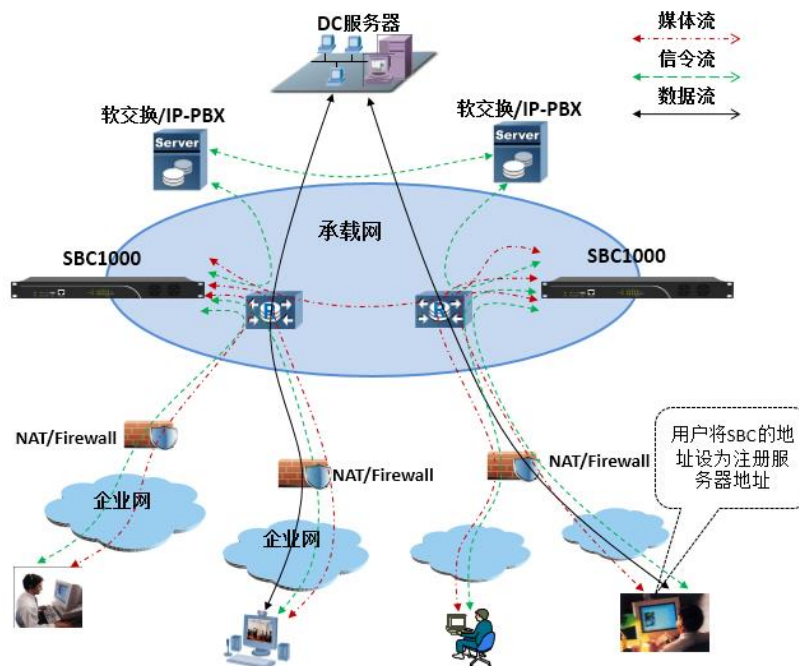 DC服务器
媒体流
信令流
数据流
软交换/IP-PBX
软交换/IP-PBX
Server
Server
承载网
SBC1000
SBC1000
R
R
NAT/Firewall
NAT/Firewall
NAT/Firewall
用户将SBC的地
址设为注册服
务器地址
企业网
企业网